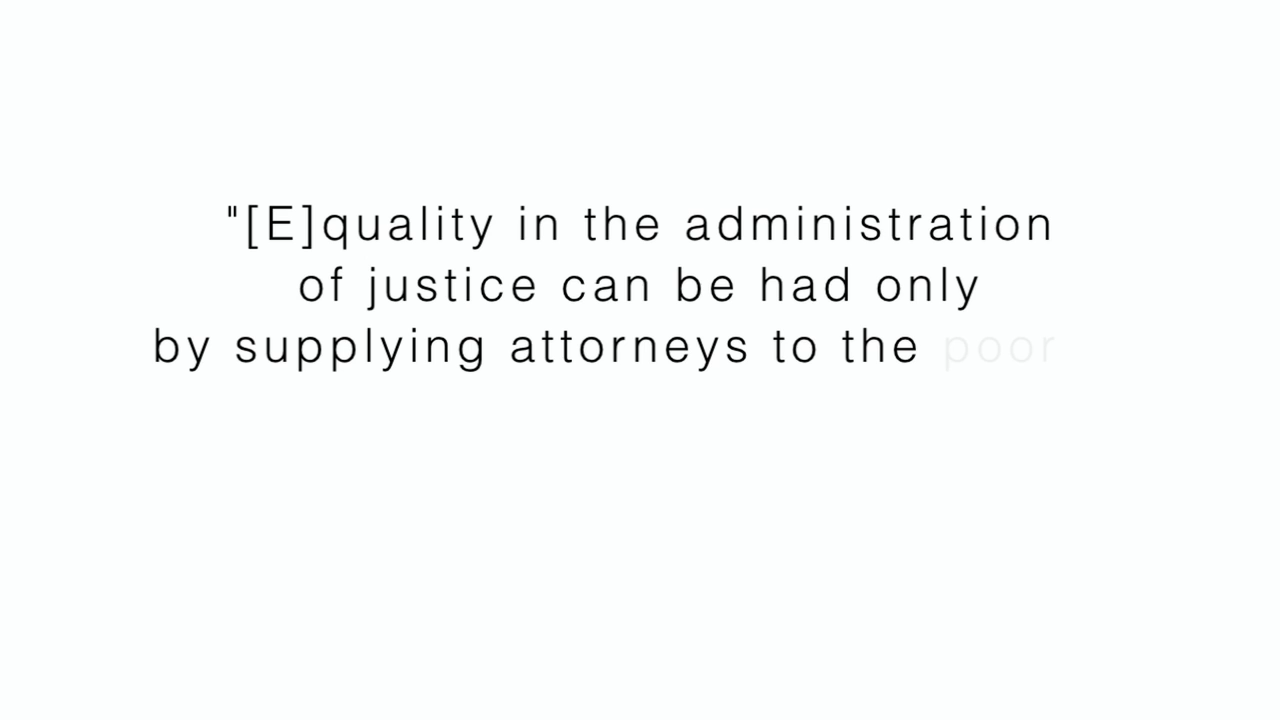 "[E]quality in the administration
of justice can be had only
by supplying attorneys to the poor